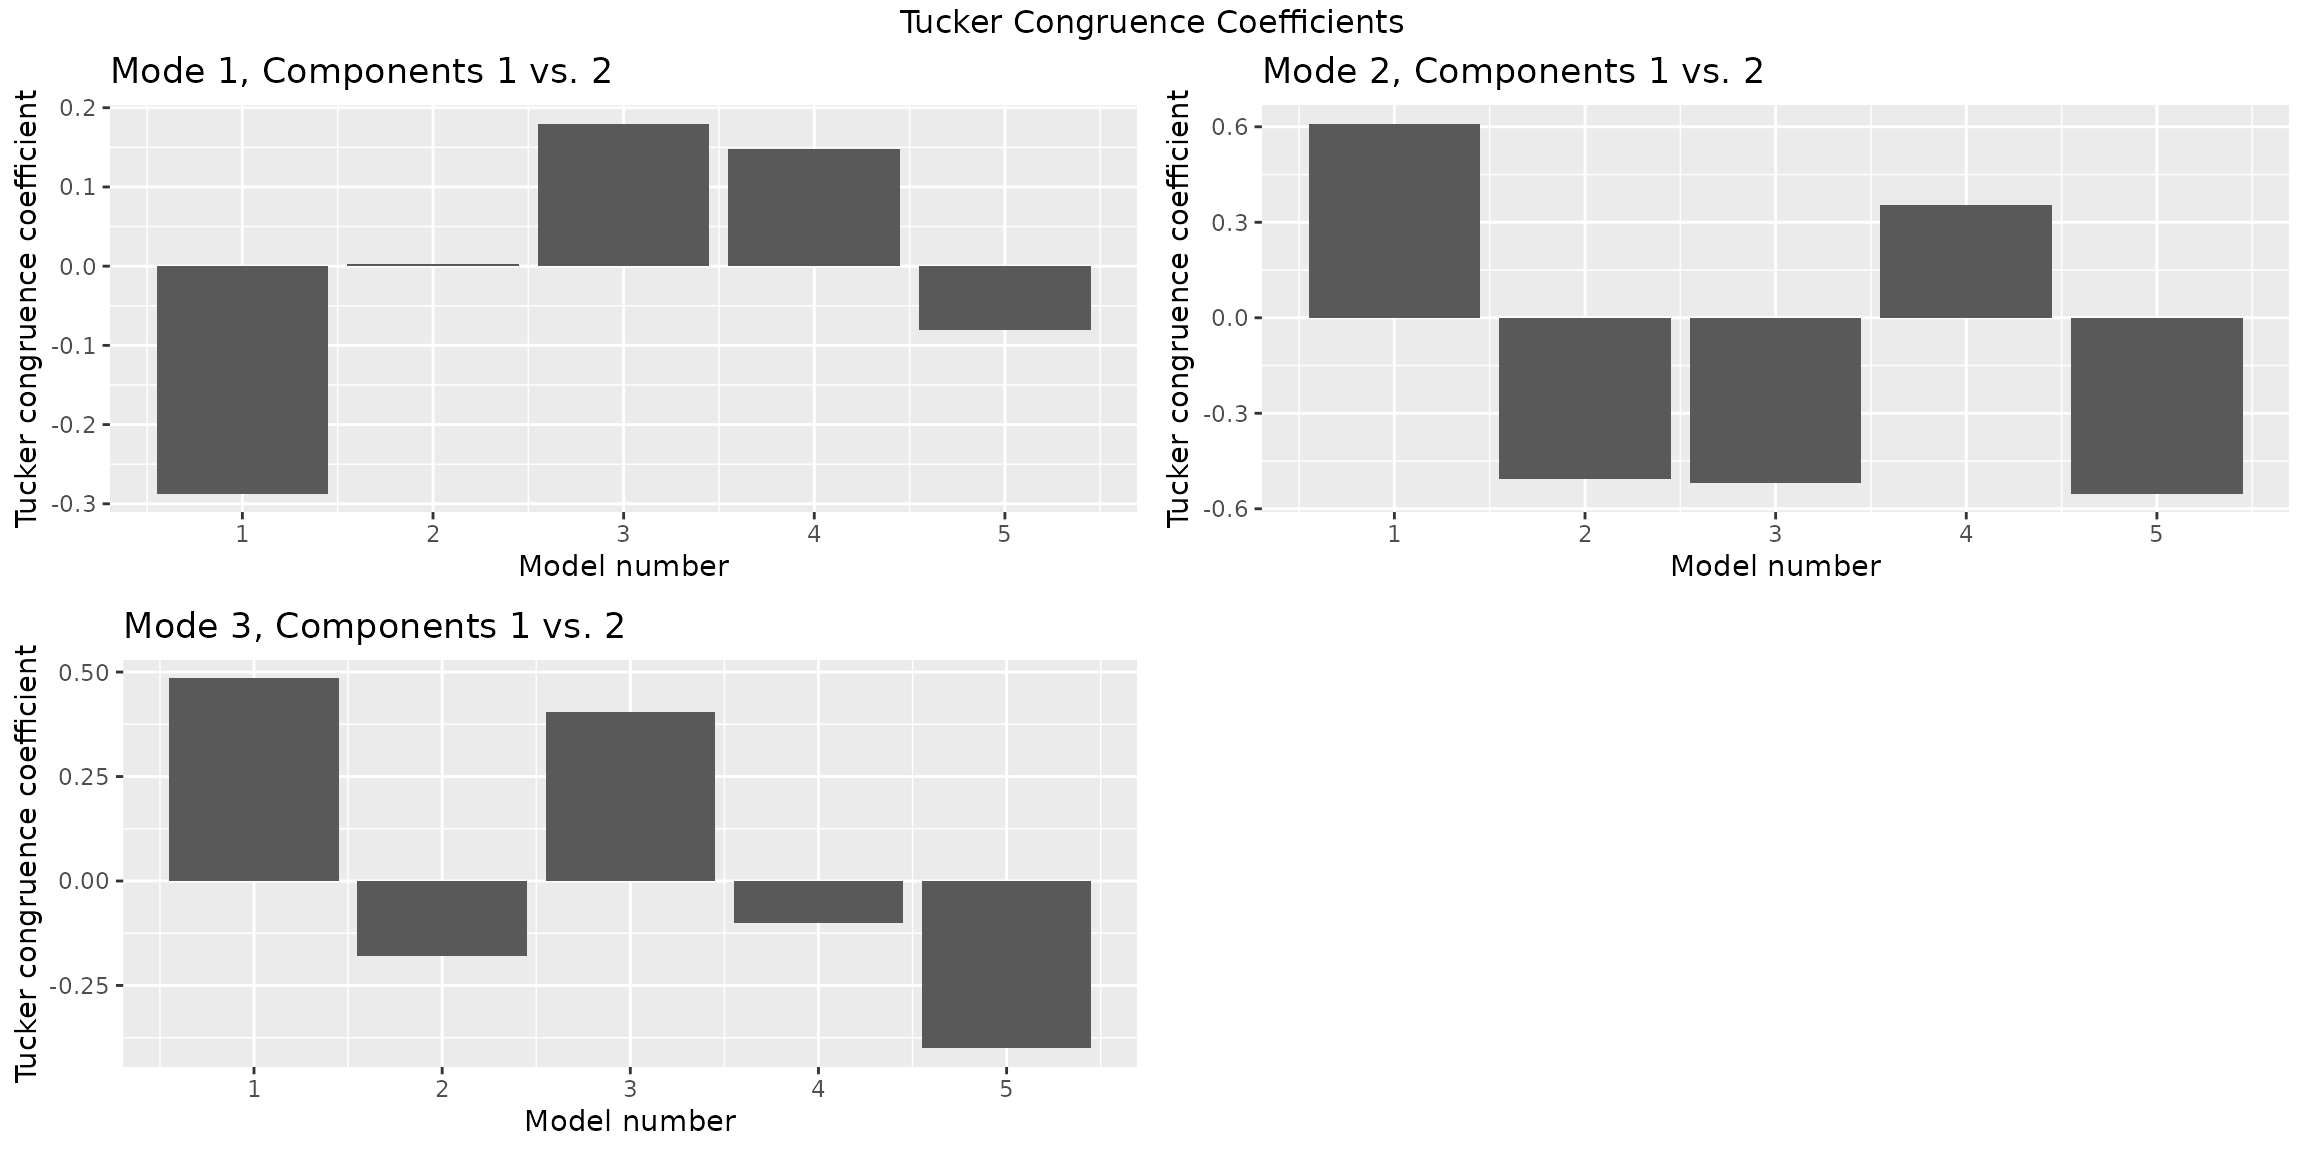 Tucker Congruence Coefficients
Mode 1, Components 1 vs. 2
Tucker congruence coefficient
0.2
0.1
0.0
-0.1
-0.2
-0.3
1 2 3 4 5
Model number
Mode 2, Components 1 vs. 2
Tucker congruence coefficient
0.6
0.3
0.0
-0.3
-0.6
1 2 3 4 5
Model number
Mode 3, Components 1 vs. 2
Tucker congruence coefficient
0.50
0.25
0.00
-0.25
1 2 3 4 5
Model number